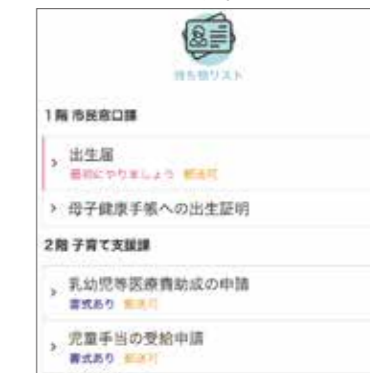 持ち物リスト
1階 市民窓口課
出生届
最初にやりましょう 郵送可
母子健康手帳への出生証明
2階 子育て支援課
乳幼児等医療費助成の申請
書式あり 郵送可
児童手当の受給申請
書式あり 郵送可